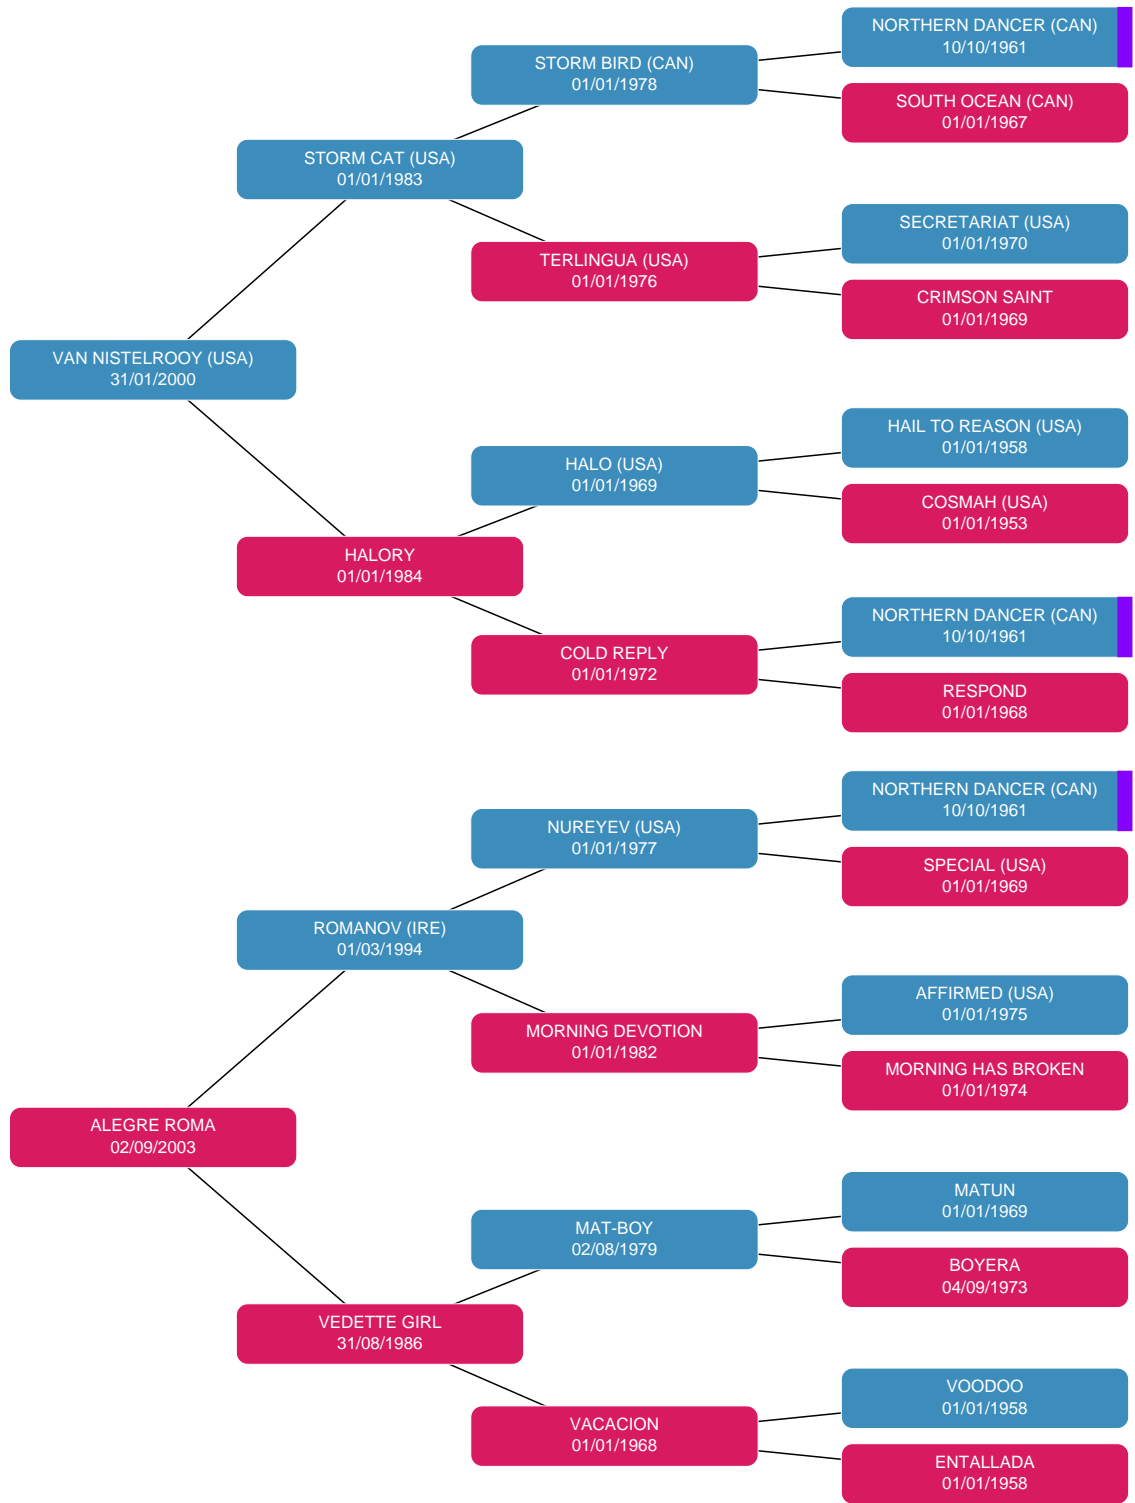 NORTHERN DANCER (CAN)
10/10/1961
STORM BIRD (CAN)
01/01/1978
SOUTH OCEAN (CAN)
01/01/1967
STORM CAT (USA)
01/01/1983
SECRETARIAT (USA)
01/01/1970
TERLINGUA (USA)
01/01/1976
CRIMSON SAINT
01/01/1969
VAN NISTELROOY (USA)
31/01/2000
HAIL TO REASON (USA)
01/01/1958
HALO (USA)
01/01/1969
COSMAH (USA)
01/01/1953
HALORY
01/01/1984
NORTHERN DANCER (CAN)
10/10/1961
COLD REPLY
01/01/1972
RESPOND
01/01/1968
NORTHERN DANCER (CAN)
10/10/1961
NUREYEV (USA)
01/01/1977
SPECIAL (USA)
01/01/1969
ROMANOV (IRE)
01/03/1994
AFFIRMED (USA)
01/01/1975
MORNING DEVOTION
01/01/1982
MORNING HAS BROKEN
01/01/1974
ALEGRE ROMA
02/09/2003
MATUN
01/01/1969
MAT-BOY
02/08/1979
BOYERA
04/09/1973
VEDETTE GIRL
31/08/1986
VOODOO
01/01/1958
VACACION
01/01/1968
ENTALLADA
01/01/1958